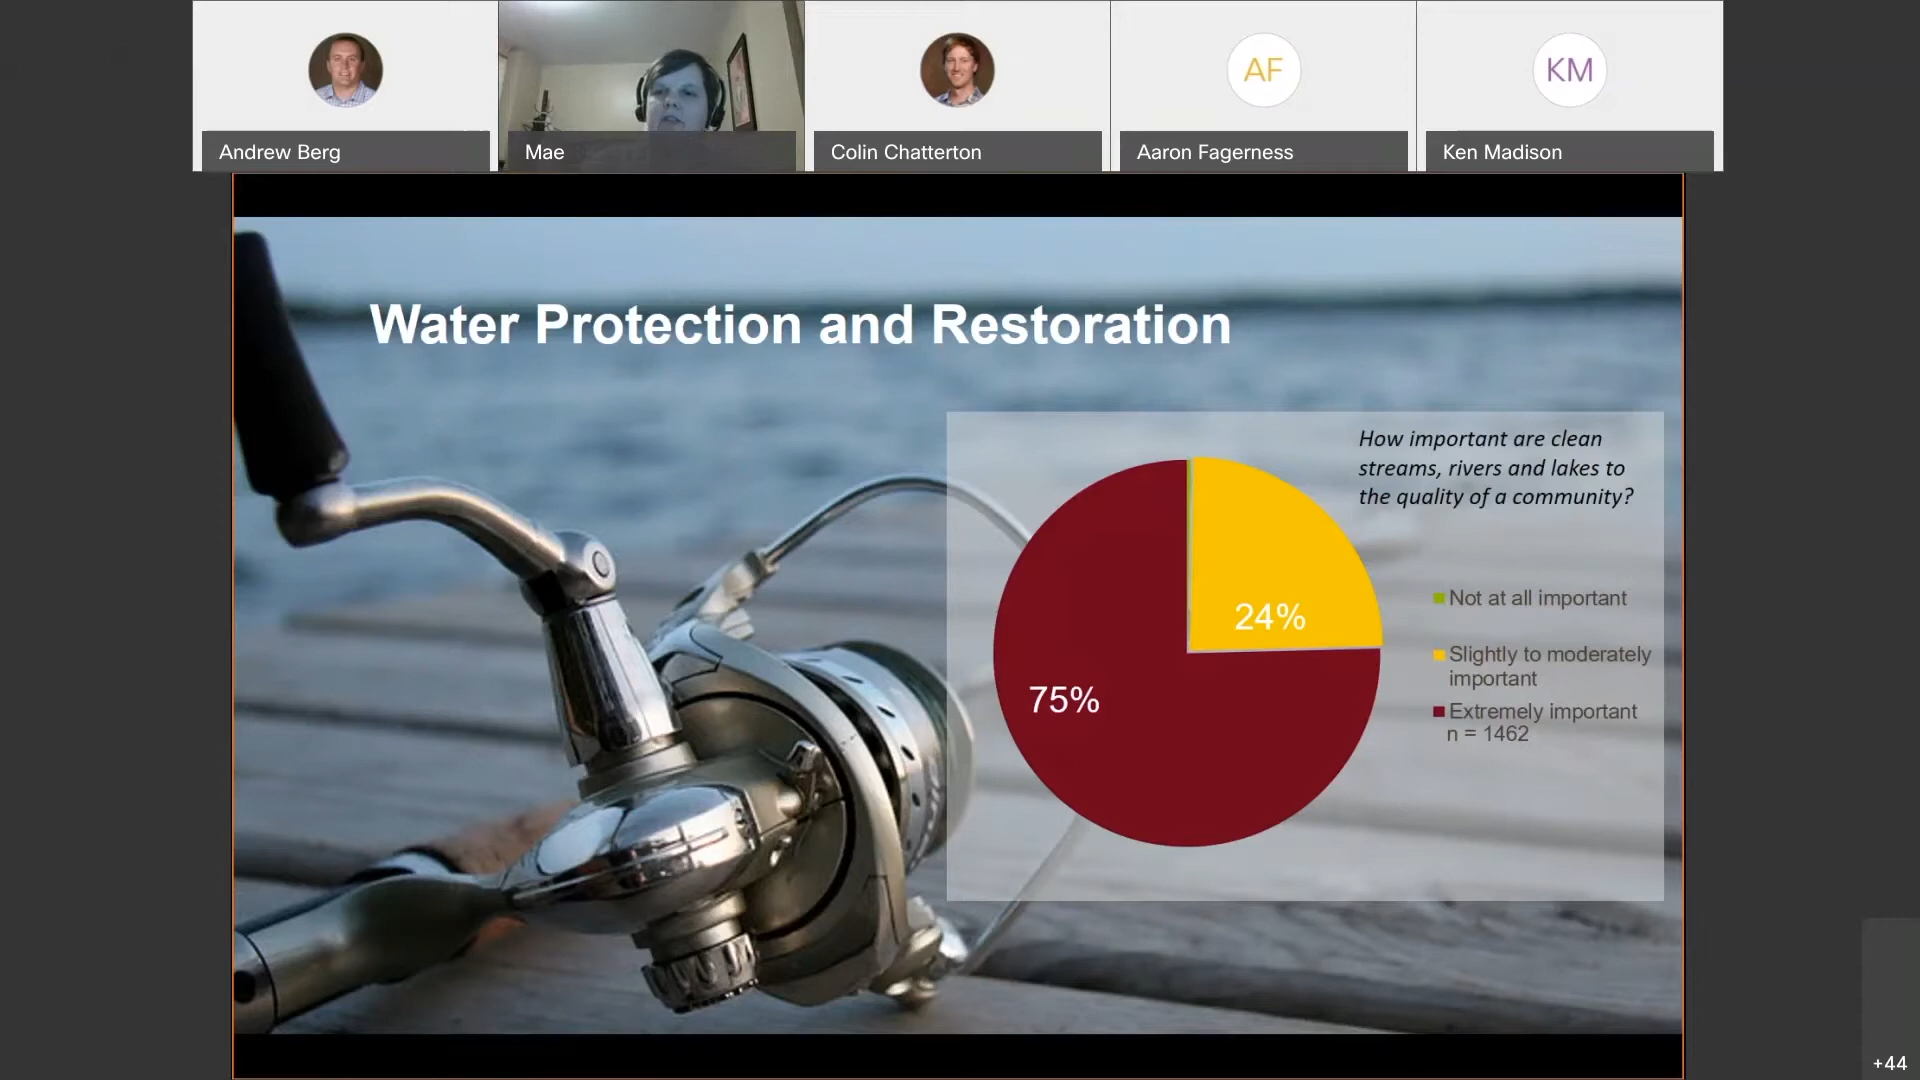 AF
KM
Andrew Berg
Mae
Colin Chatterton
Aaron Fagerness
Ken Madison
Water Protection and Restoration
How important are clean
streams, rivers and lakes to
the quality of a community?
24%
75%
Not at all important
Slightly to moderately
important
Extremely important
n = 1462
+44